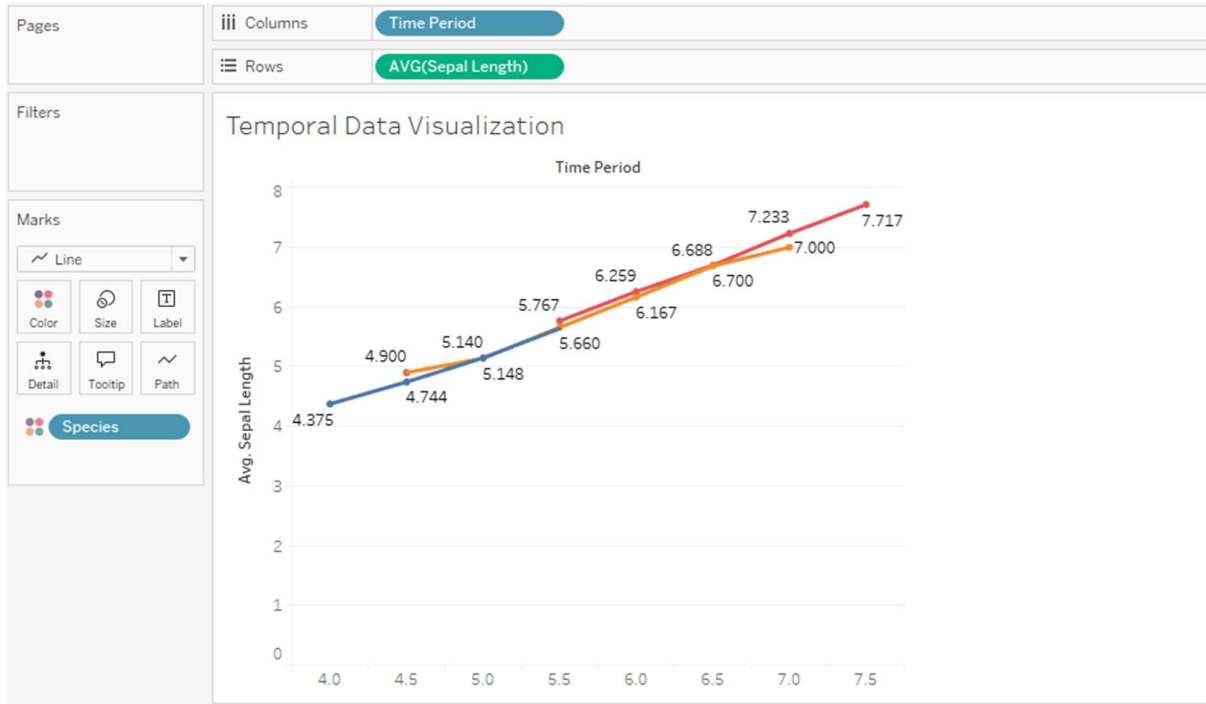 Pages
Columns
Time Period
Rows
AVG(Sepal Length)
Filters
Marks
Line
Color
Size
Label
Detail
Tooltip
Path
Species
Temporal Data Visualization
Time Period
Avg. Sepal Length
8
7
6
5
4
3
2
1
0
4.375
4.900
4.744
5.140
5.148
5.767
5.660
6.259
6.167
6.688
6.700
7.233
7.000
7.717
4.0 4.5 5.0 5.5 6.0 6.5 7.0 7.5